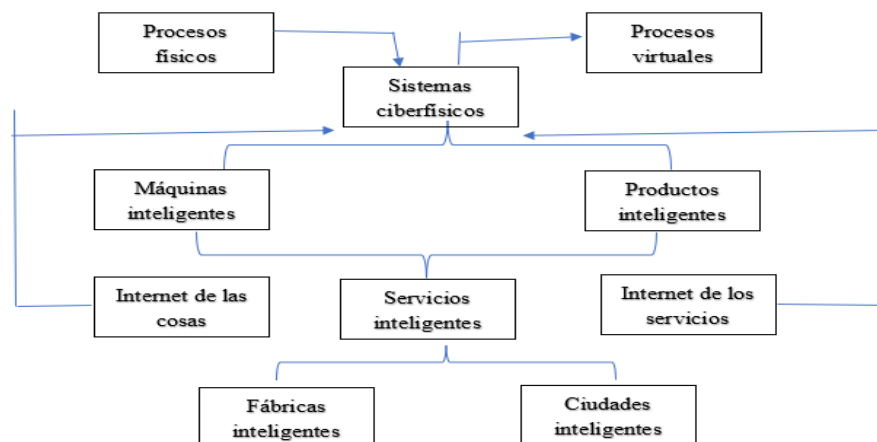 Procesos
físicos
Procesos
virtuales
Sistemas
ciberfísicos
Máquinas
inteligentes
Productos
inteligentes
Internet de las
cosas
Servicios
inteligentes
Internet de los
servicios
Fábricas
inteligentes
Ciudades
inteligentes